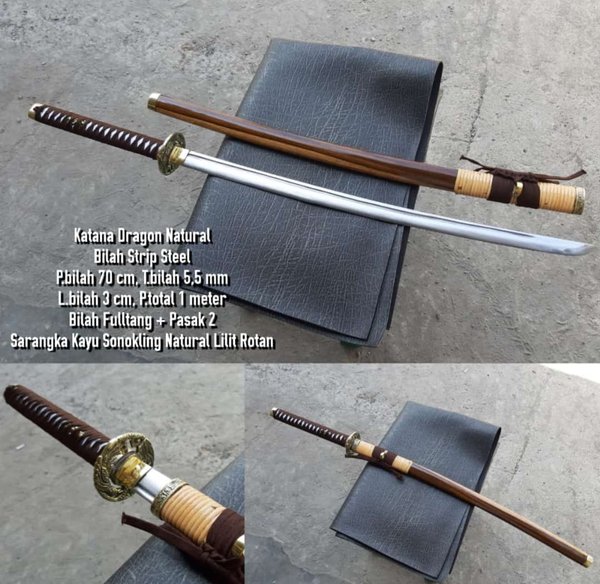 Katana Dragon Natural
Bilah Strip Steel
P.bilah 70 cm, T.bilah 5,5 mm
L.bilah 3 cm, P.total 1 meter
Bilah Fulltang + Pasak 2
Sarangka Kayu Sonokling Natural Lilit Rotan